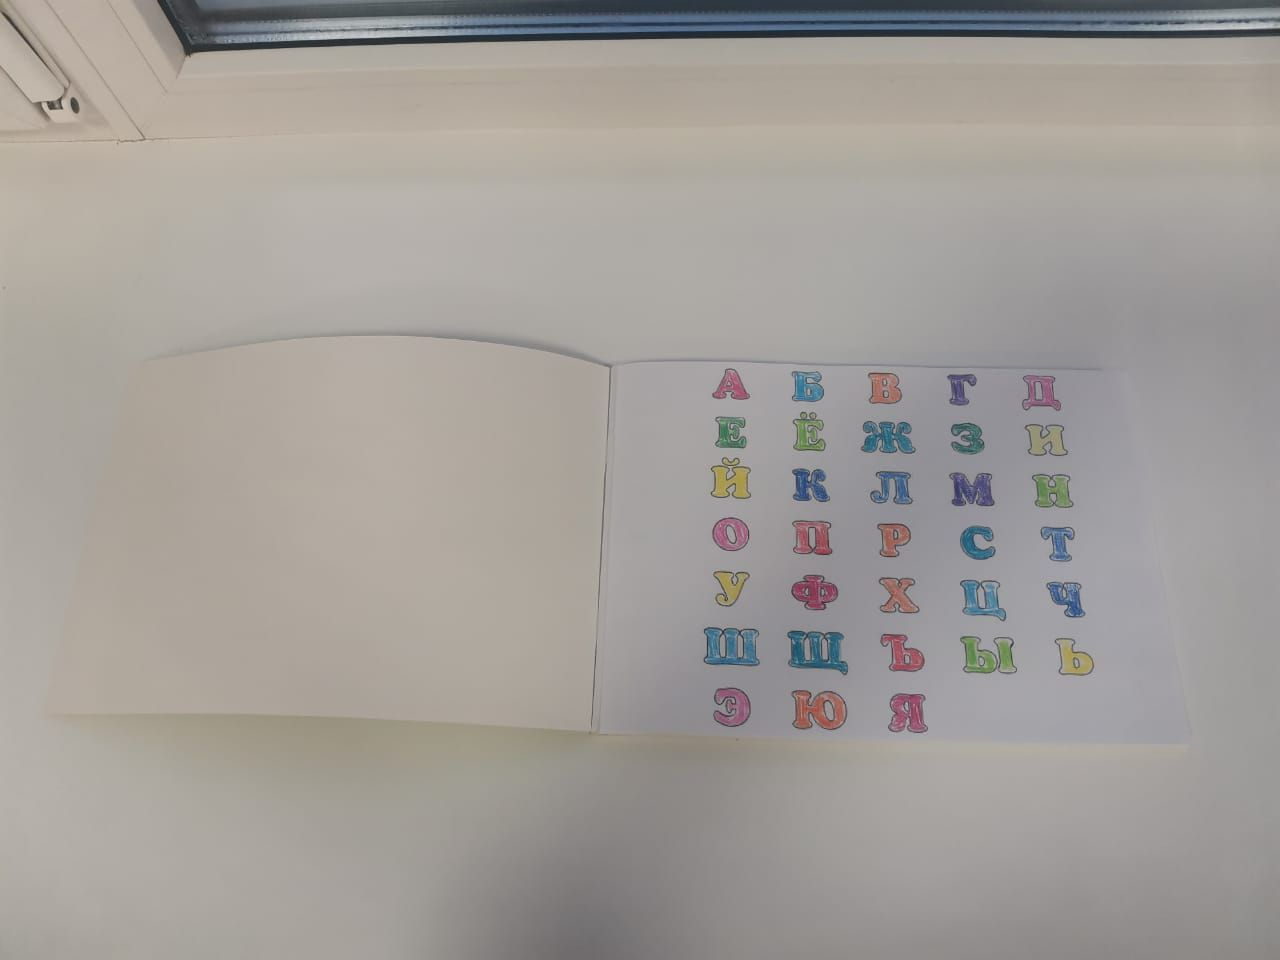 А Б В Г Д
Е Ё Ж З И
Й К Л М Н
О П Р С Т
У Ф Х Ц Ч
Ш Щ Ъ Ы Ь
Э Ю Я